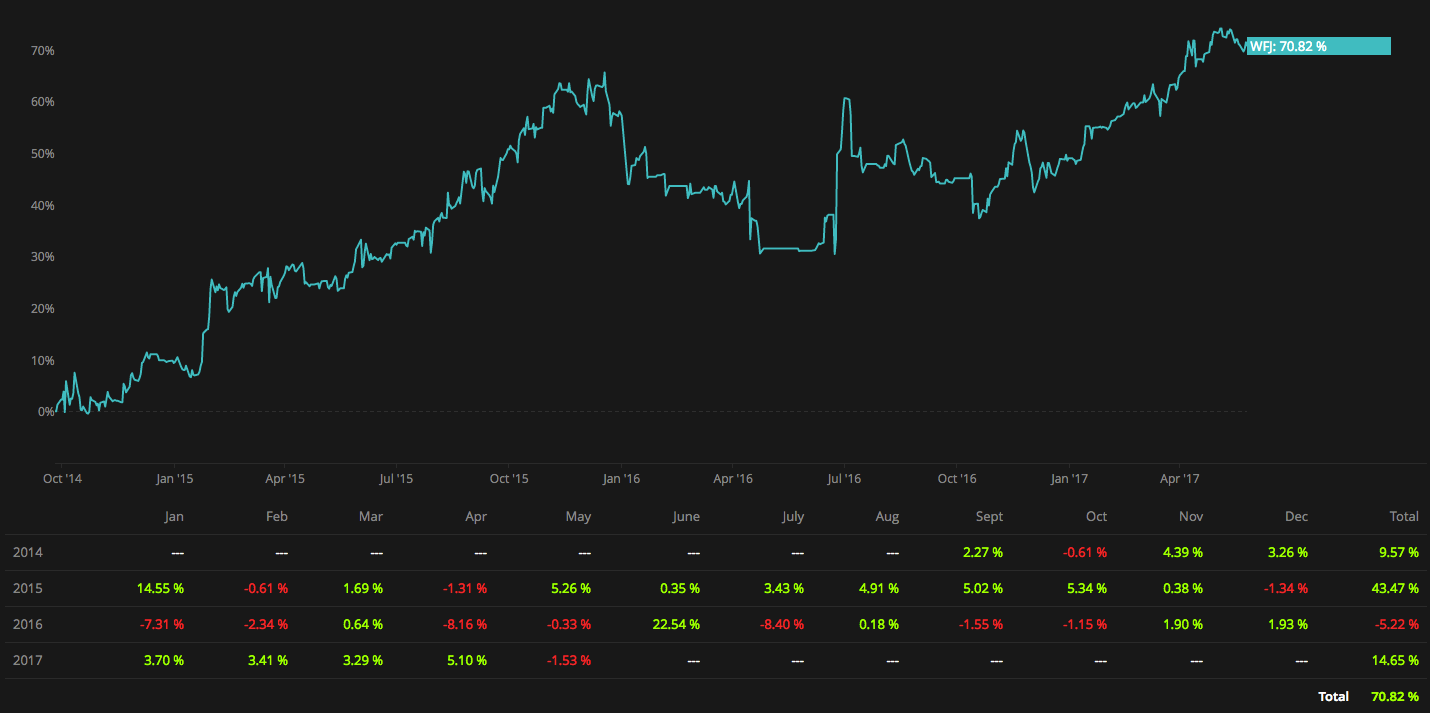 70%
WFJ: 70.82 %
60%
50%
40%
30%
20%
10%
0%
Oct '14 Jan '15 Apr '15 Jul '15 Oct '15 Jan '16 Apr '16 Jul '16 Oct '16 Jan '17 Apr '17
Jan Feb Mar Apr May June July Aug Sept Oct Nov Dec Total
2014 --- --- --- --- --- --- --- --- 2.27 % -0.61 % 4.39 % 3.26 % 9.57 %
2015 14.55 % -0.61 % 1.69 % -1.31 % 5.26 % 0.35 % 3.43 % 4.91 % 5.02 % 5.34 % 0.38 % -1.34 % 43.47 %
2016 -7.31 % -2.34 % 0.64 % -8.16 % -0.33 % 22.54 % -8.40 % 0.18 % -1.55 % -1.15 % 1.90 % 1.93 % -5.22 %
2017 3.70 % 3.41 % 3.29 % 5.10 % -1.53 % --- --- --- --- --- --- --- 14.65 %
Total 70.82 %